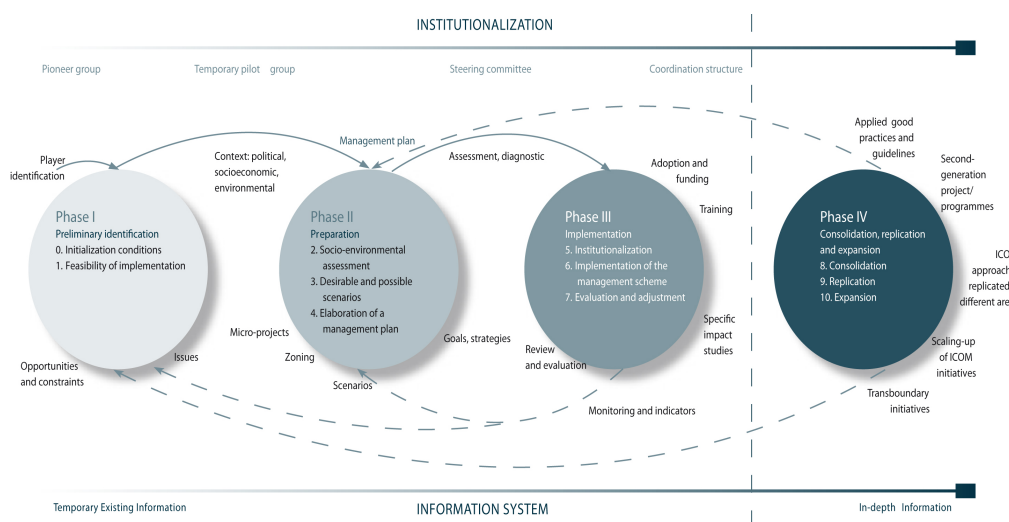 INSTITUTIONALIZATION
Pioneer group
Temporary pilot group
Steering committee
Coordination structure
Player
identification
Context: political,
socioeconomic,
environmental
Management plan
Assessment, diagnostic
Adoption and
funding
Training
Applied good
practices and
guidelines
Second-
generation
project/
programmes
Phase I
Preliminary identification
0. Initialization conditions
1. Feasibility of implementation
Phase II
Preparation
2. Socio-environmental
assessment
3. Desirable and possible
scenarios
4. Elaboration of a
management plan
Phase III
Implementation
5. Institutionalization
6. Implementation of the
management scheme
7. Evaluation and adjustment
Phase IV
Consolidation, replication
and expansion
8. Consolidation
9. Replication
10. Expansion
ICO
approach
replicated
different are
Opportunities
and constraints
Issues
Micro-projects
Zoning
Scenarios
Goals, strategies
Review
and evaluation
Specific
impact
studies
Monitoring and indicators
Scaling-up
of ICOM
initiatives
Transboundary
initiatives
Temporary Existing Information
INFORMATION SYSTEM
In-depth Information